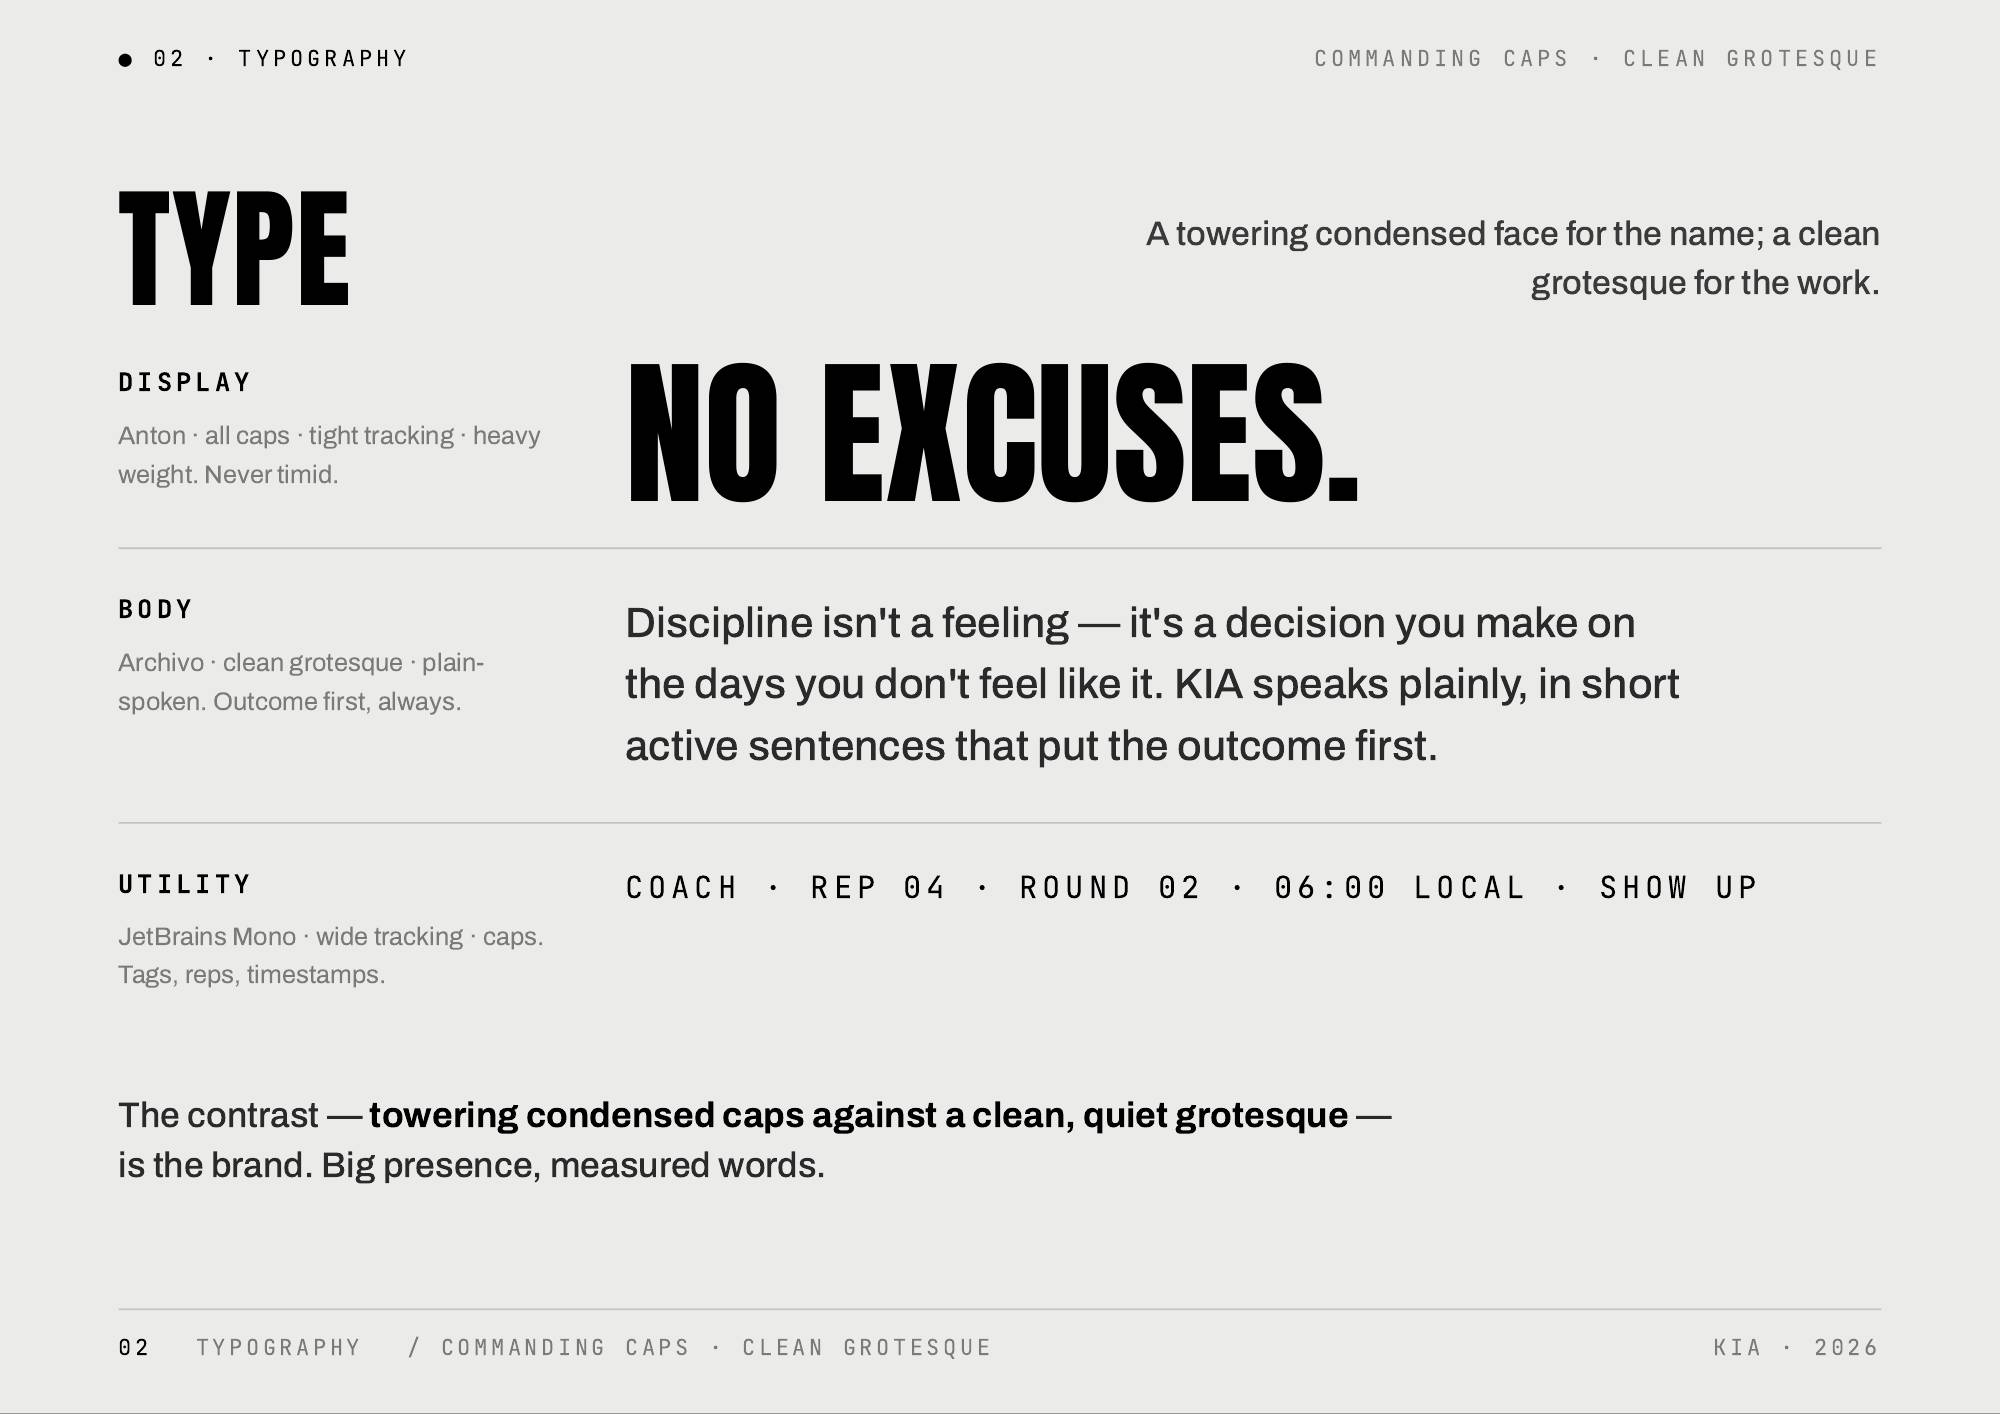 ● 02 · TYPOGRAPHY
COMMANDING CAPS · CLEAN GROTESQUE
TYPE
A towering condensed face for the name; a clean
grotesque for the work.
DISPLAY
Anton · all caps · tight tracking · heavy
weight. Never timid.
NO EXCUSES.
BODY
Archivo · clean grotesque · plain-
spoken. Outcome first, always.
Discipline isn't a feeling — it's a decision you make on
the days you don't feel like it. KIA speaks plainly, in short
active sentences that put the outcome first.
UTILITY
JetBrains Mono · wide tracking · caps.
Tags, reps, timestamps.
COACH · REP 04 · ROUND 02 · 06:00 LOCAL · SHOW UP
The contrast — towering condensed caps against a clean, quiet grotesque —
is the brand. Big presence, measured words.
02 TYPOGRAPHY / COMMANDING CAPS · CLEAN GROTESQUE
KIA · 2026